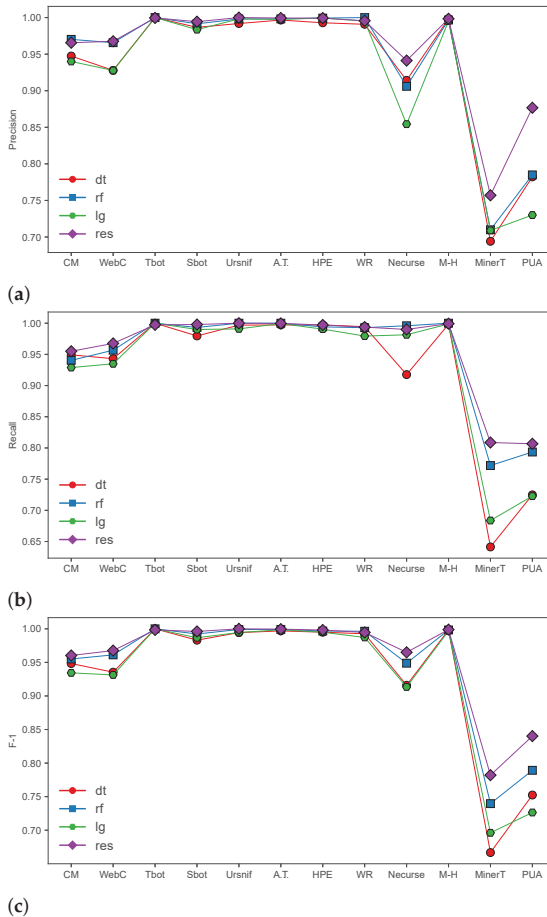 1.00
0.95
0.90
0.85
0.80
0.75
0.70
Precision
dt
rf
lg
res
CM WebC Tbot Sbot Ursnif A.T. HPE WR Necurse M-H MinerT PUA
(a)
1.00
0.95
0.90
0.85
0.80
0.75
0.70
0.65
Recall
dt
rf
lg
res
CM WebC Tbot Sbot Ursnif A.T. HPE WR Necurse M-H MinerT PUA
(b)
1.00
0.95
0.90
0.85
0.80
0.75
0.70
F-1
dt
rf
lg
res
CM WebC Tbot Sbot Ursnif A.T. HPE WR Necurse M-H MinerT PUA
(c)